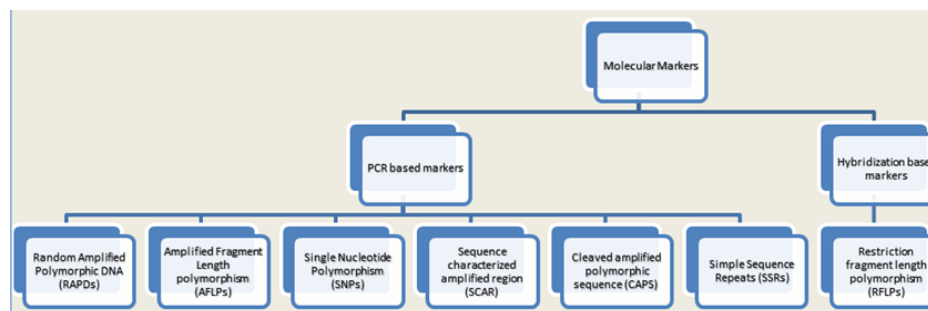 Molecular Markers
PCR based markers
Hybridization base
markers
Random Amplified
Polymorphic DNA
(RAPDs)
Amplified Fragment
Length
polymorphism
(AFLPs)
Single Nucleotide
Polymorphism
(SNPs)
Sequence
characterized
amplified region
(SCAR)
Cleaved amplified
polymorphic
sequence (CAPS)
Simple Sequence
Repeats (SSRs)
Restriction
fragment length
polymorphism
(RFLPs)